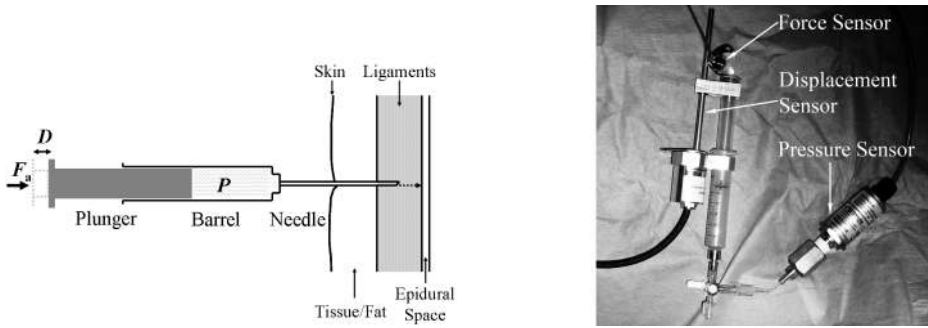 Skin
Ligaments
D
Fa
P
Plunger
Barrel
Needle
Tissue/Fat
Epidural
Space
Force Sensor
Displacement
Sensor
Pressure Sensor